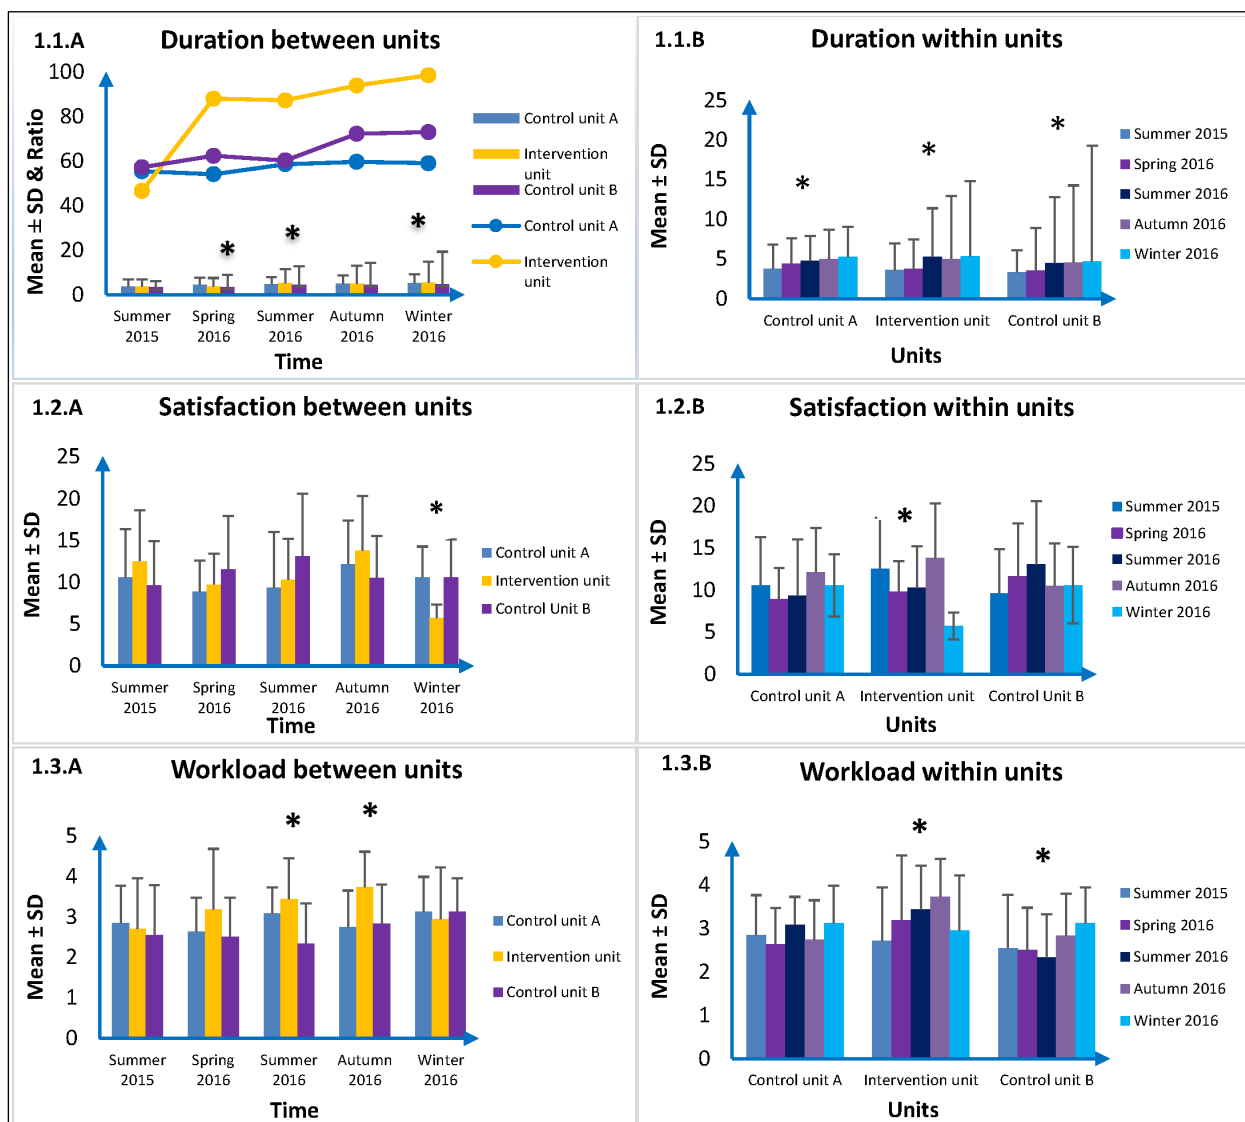 1.1.A
Duration between units
Mean ± SD & Ratio
100
80
60
40
20
0
*
*
*
Summer 2015
Spring 2016
Summer 2016
Autumn 2016
Winter 2016
Time
Control unit A
Intervention unit
Control unit B
Control unit A
Intervention unit
1.1.B
Duration within units
Mean ± SD
25
20
15
10
5
0
*
*
*
Control unit A
Intervention unit
Control unit B
Units
Summer 2015
Spring 2016
Summer 2016
Autumn 2016
Winter 2016
1.2.A
Satisfaction between units
Mean ± SD
25
20
15
10
5
0
*
Summer 2015
Spring 2016
Summer 2016
Autumn 2016
Winter 2016
Time
Control unit A
Intervention unit
Control Unit B
1.2.B
Satisfaction within units
Mean ± SD
25
20
15
10
5
0
*
Control unit A
Intervention unit
Control Unit B
Units
Summer 2015
Spring 2016
Summer 2016
Autumn 2016
Winter 2016
1.3.A
Workload between units
Mean ± SD
5
4
3
2
1
0
*
*
Summer 2015
Spring 2016
Summer 2016
Autumn 2016
Winter 2016
Time
Control unit A
Intervention unit
Control unit B
1.3.B
Workload within units
Mean ± SD
5
4
3
2
1
0
*
*
Control unit A
Intervention unit
Control unit B
Units
Summer 2015
Spring 2016
Summer 2016
Autumn 2016
Winter 2016